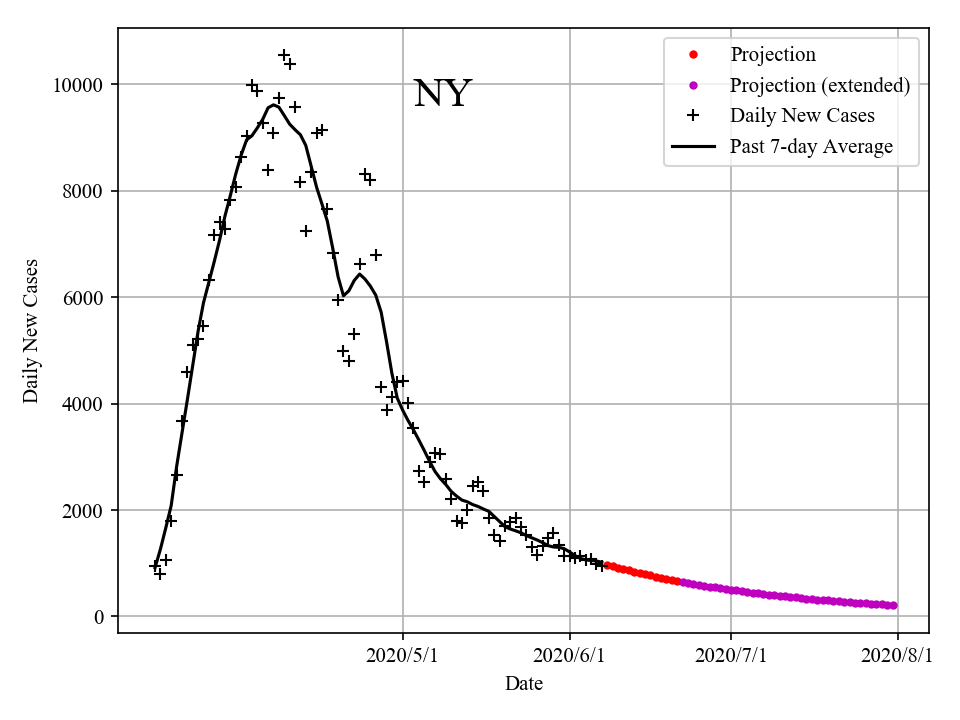 NY
Projection
Projection (extended)
Daily New Cases
Past 7-day Average
10000
8000
6000
4000
2000
0
Daily New Cases
2020/5/1 2020/6/1 2020/7/1 2020/8/1
Date